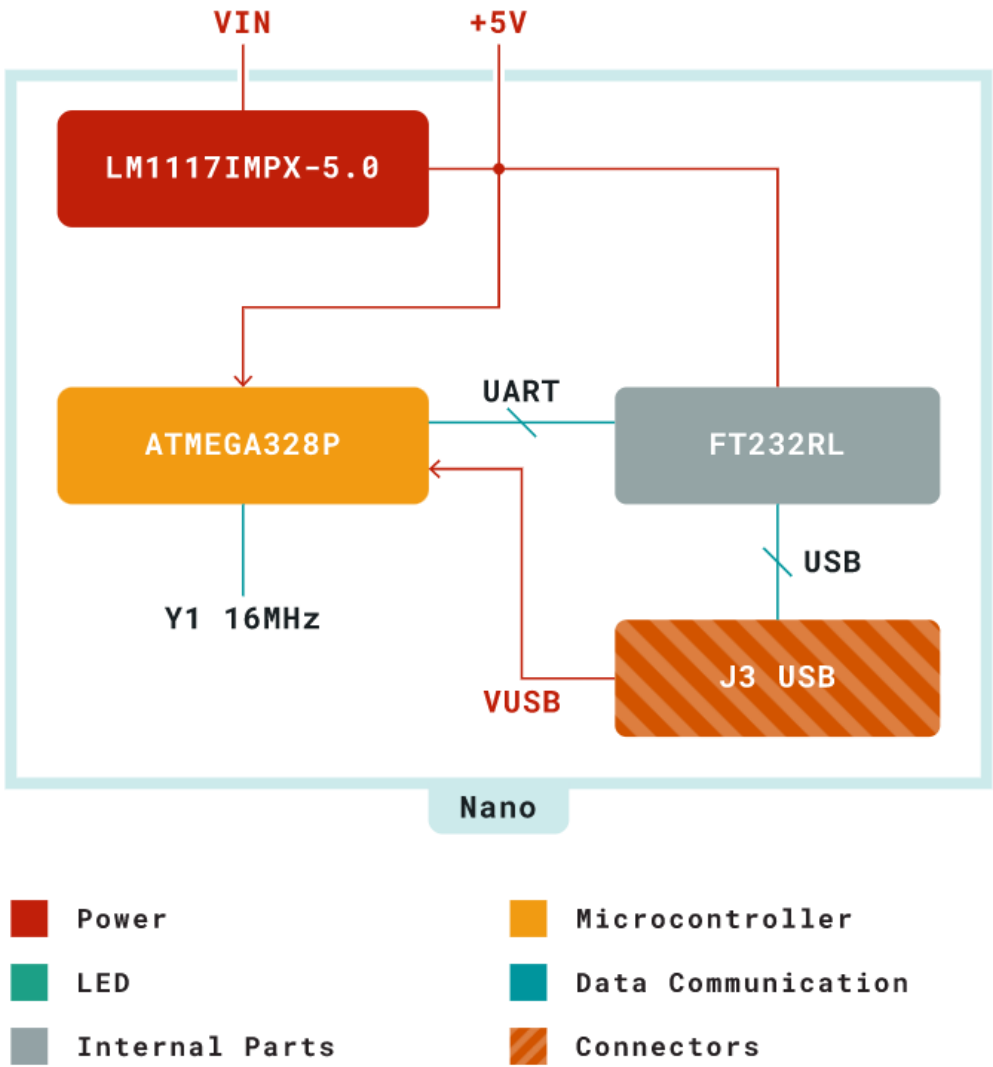 VIN
+5V
LM1117IMPX-5.0
UART
ATMEGA328P
FT232RL
USB
Y1 16MHz
J3 USB
VUSB
Nano
Power
Microcontroller
LED
Data Communication
Internal Parts
Connectors